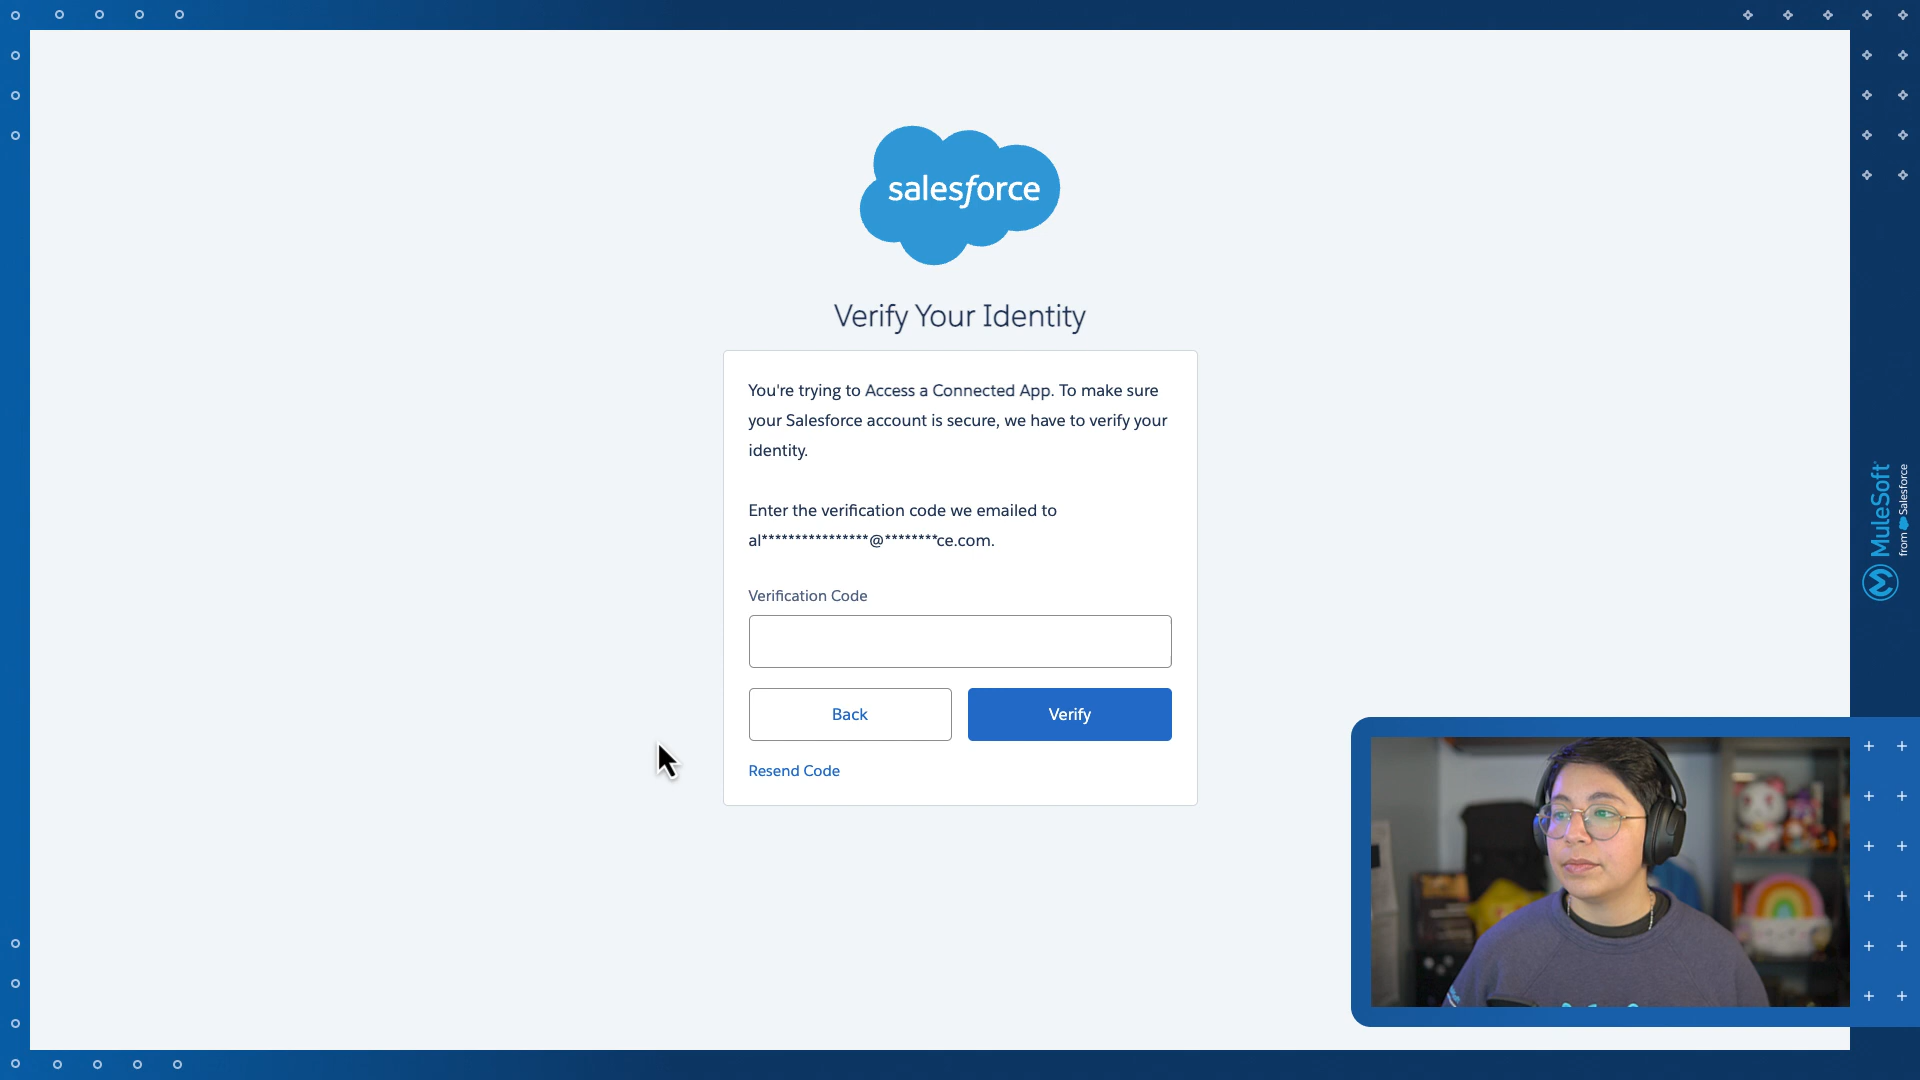 salesforce
Verify Your Identity
You're trying to Access a Connected App. To make sure
your Salesforce account is secure, we have to verify your
identity.
Enter the verification code we emailed to
al****************@********ce.com.
Verification Code
Back
Verify
Resend Code
MuleSoft
from Salesforce